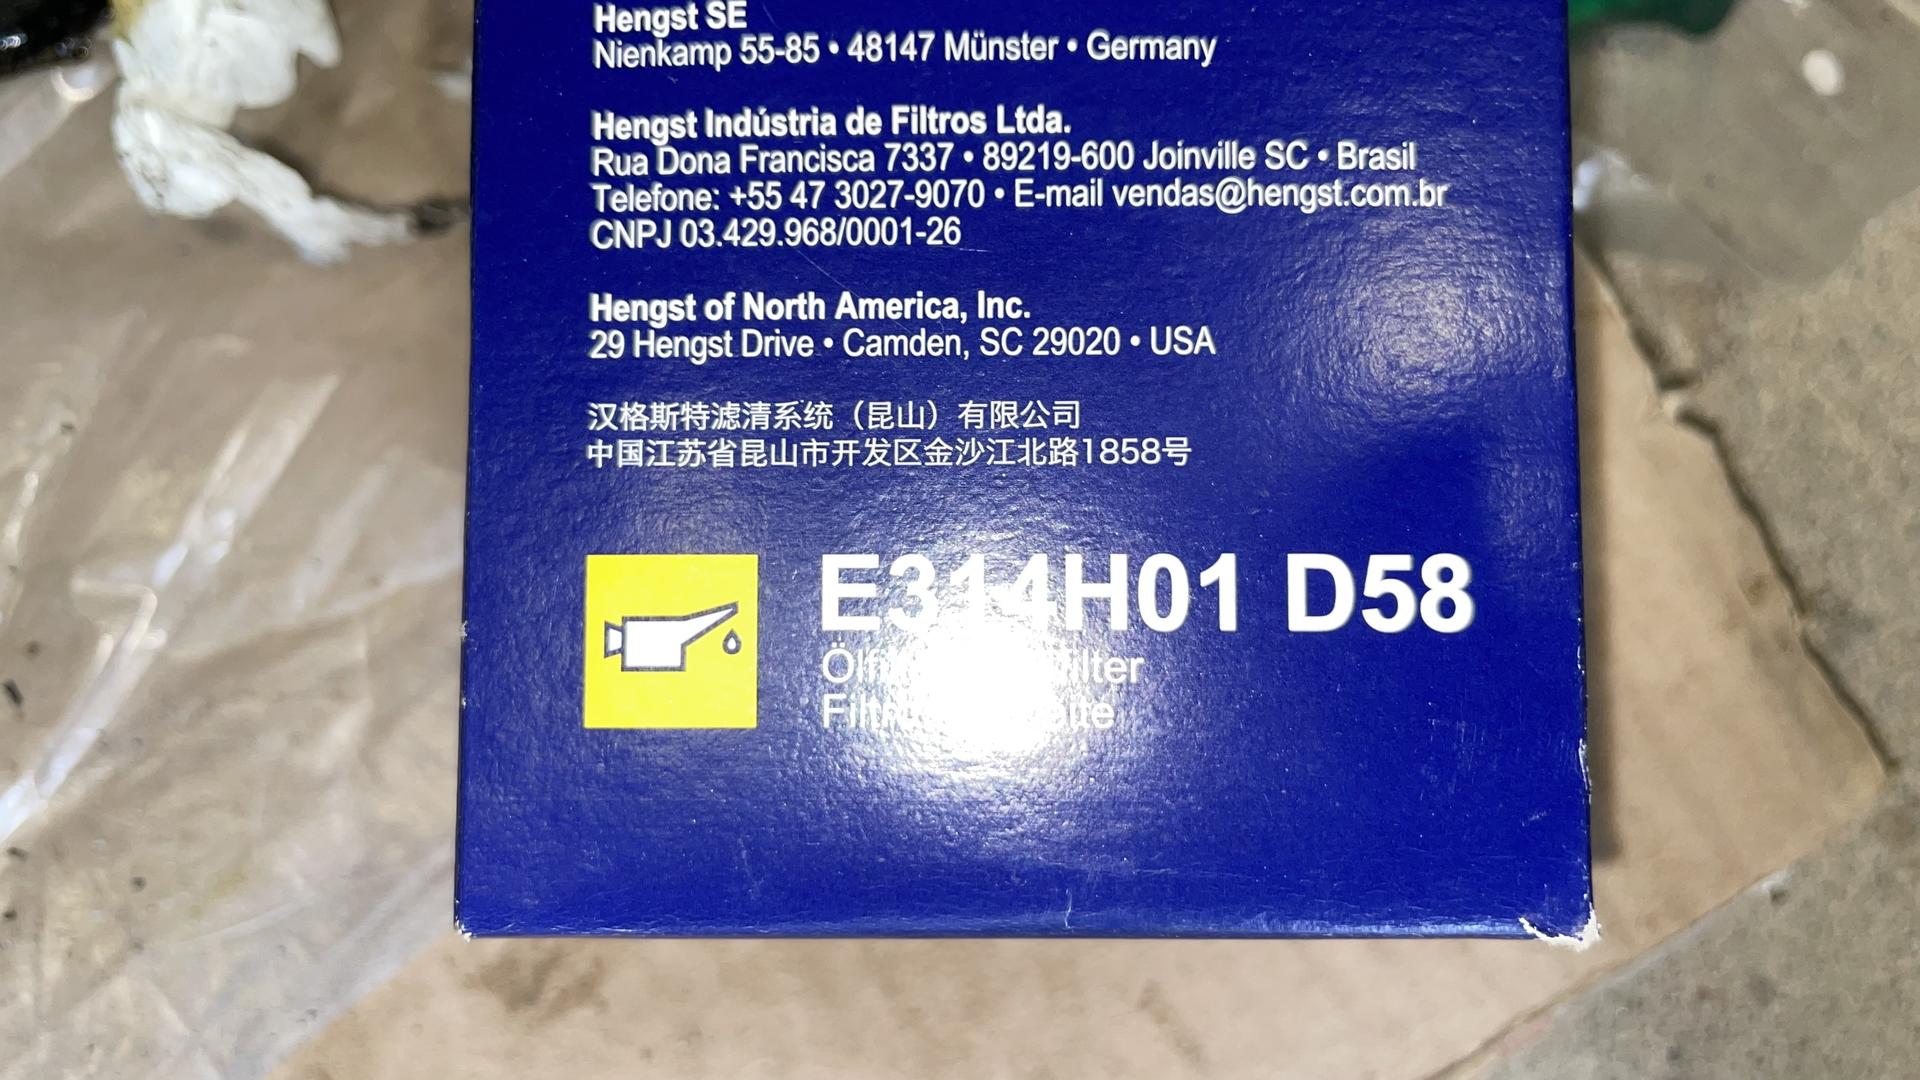 Hengst SE
Nienkamp 55-85 • 48147 Münster • Germany
Hengst Indústria de Filtros Ltda.
Rua Dona Francisca 7337 • 89219-600 Joinville SC • Brasil
Telefone: +55 47 3027-9070 • E-mail vendas@hengst.com.br
CNPJ 03.429.968/0001-26
Hengst of North America, Inc.
29 Hengst Drive • Camden, SC 29020 • USA
汉格斯特滤清系统（昆山）有限公司
中国江苏省昆山市开发区金沙江北路1858号
E314H01 D58